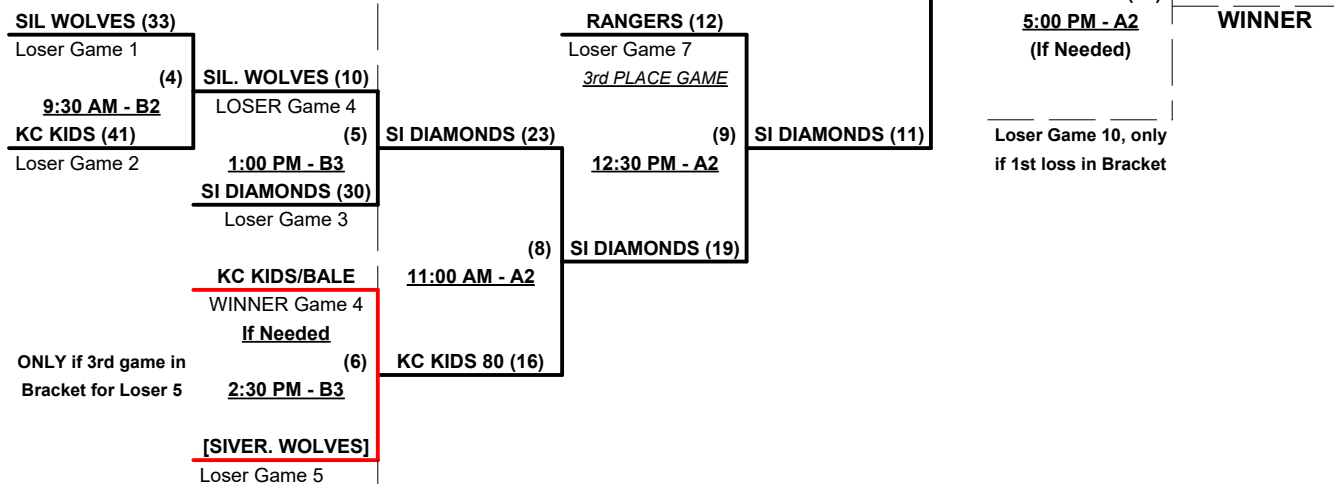 SIL WOLVES (33)
Loser Game 1
(4)
9:30 AM - B2
KC KIDS (41)
Loser Game 2
SIL. WOLVES (10)
LOSER Game 4
(5)
1:00 PM - B3
SI DIAMONDS (30)
Loser Game 3
KC KIDS/BALE
WINNER Game 4
If Needed
(6)
2:30 PM - B3
ONLY if 3rd game in
Bracket for Loser 5
[SIVER. WOLVES]
Loser Game 5
SI DIAMONDS (23)
(8)
11:00 AM - A2
KC KIDS 80 (16)
RANGERS (12)
Loser Game 7
3rd PLACE GAME
(9)
12:30 PM - A2
SI DIAMONDS (19)
SI DIAMONDS (11)
5:00 PM - A2
(If Needed)
WINNER
Loser Game 10, only
if 1st loss in Bracket